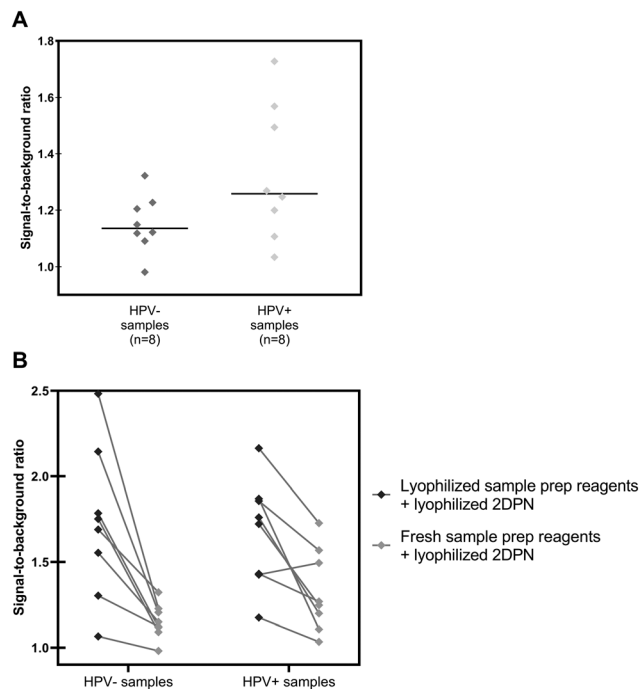 A
Signal-to-background ratio
1.8
1.6
1.4
1.2
1.0
HPV-
samples
(n=8)
HPV+
samples
(n=8)
B
Signal-to-background ratio
2.5
2.0
1.5
1.0
HPV- samples
HPV+ samples
Lyophilized sample prep reagents
+ lyophilized 2DPN
Fresh sample prep reagents
+ lyophilized 2DPN